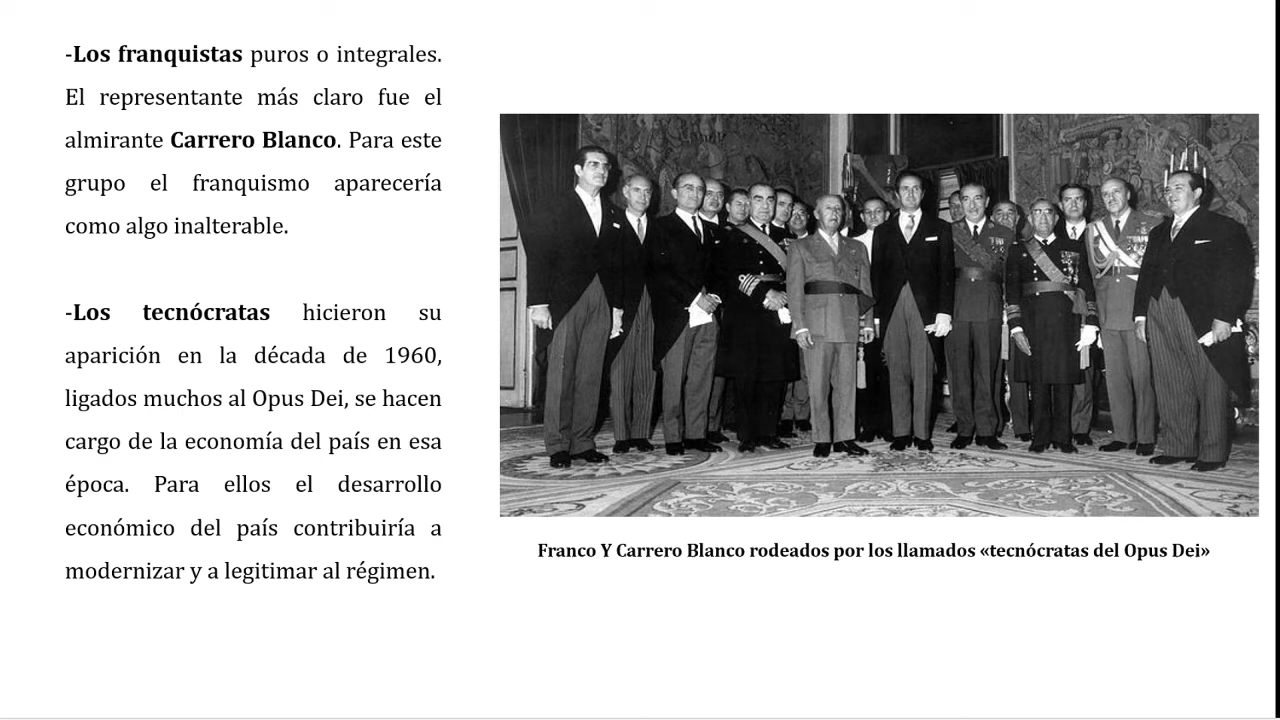 -Los franquistas puros o integrales.
El representante más claro fue el
almirante Carrero Blanco. Para este
grupo el franquismo aparecería
como algo inalterable.
-Los tecnócratas hicieron su
aparición en la década de 1960,
ligados muchos al Opus Dei, se hacen
cargo de la economía del país en esa
época. Para ellos el desarrollo
económico del país contribuiría a
modernizar y a legitimar al régimen.
Franco Y Carrero Blanco rodeados por los llamados «tecnócratas del Opus Dei»